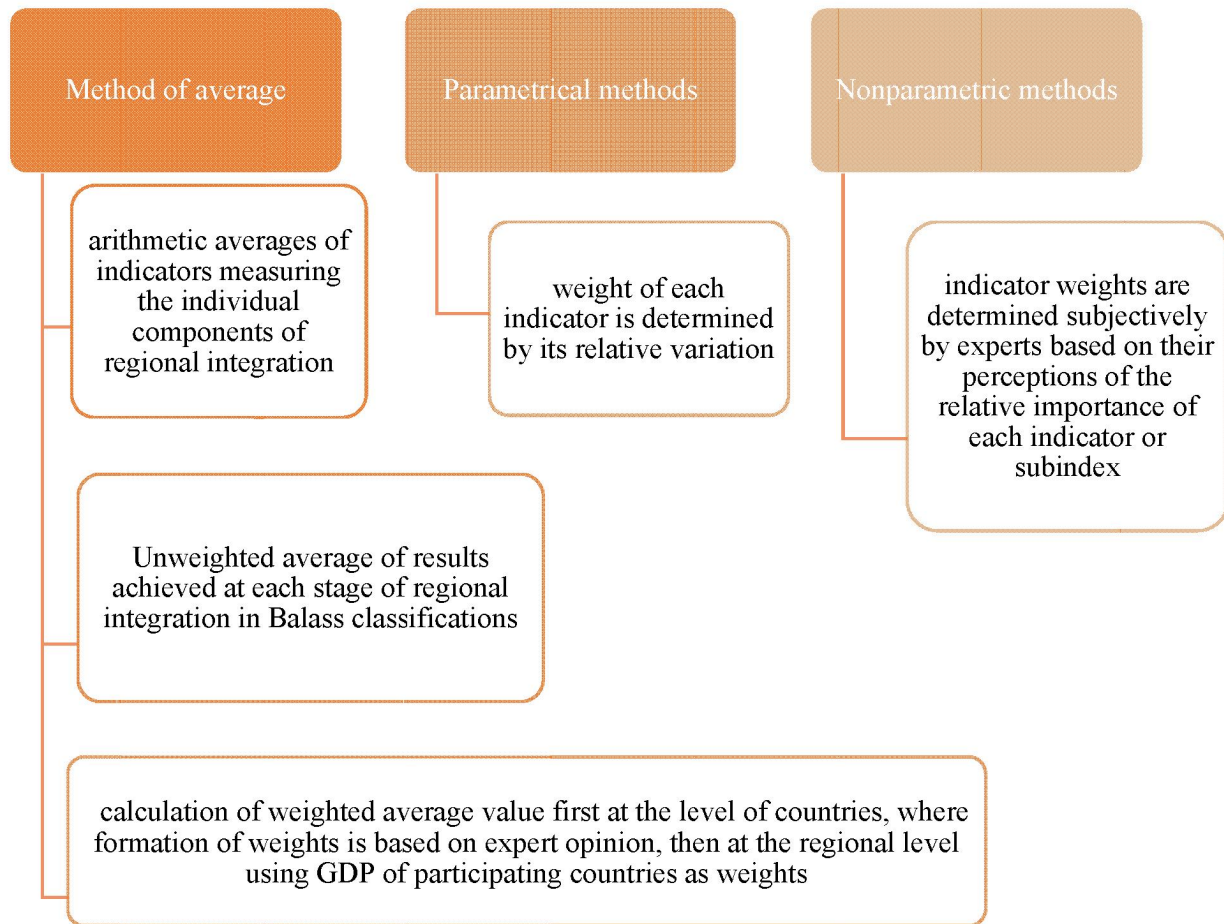 Method of average
arithmetic averages of
indicators measuring
the individual
components of
regional integration
Unweighted average of results
achieved at each stage of regional
integration in Balass classifications
calculation of weighted average value first at the level of countries, where
formation of weights is based on expert opinion, then at the regional level
using GDP of participating countries as weights
Parametrical methods
weight of each
indicator is determined
by its relative variation
Nonparametric methods
indicator weights are
determined subjectively
by experts based on their
perceptions of the
relative importance of
each indicator or
subindex